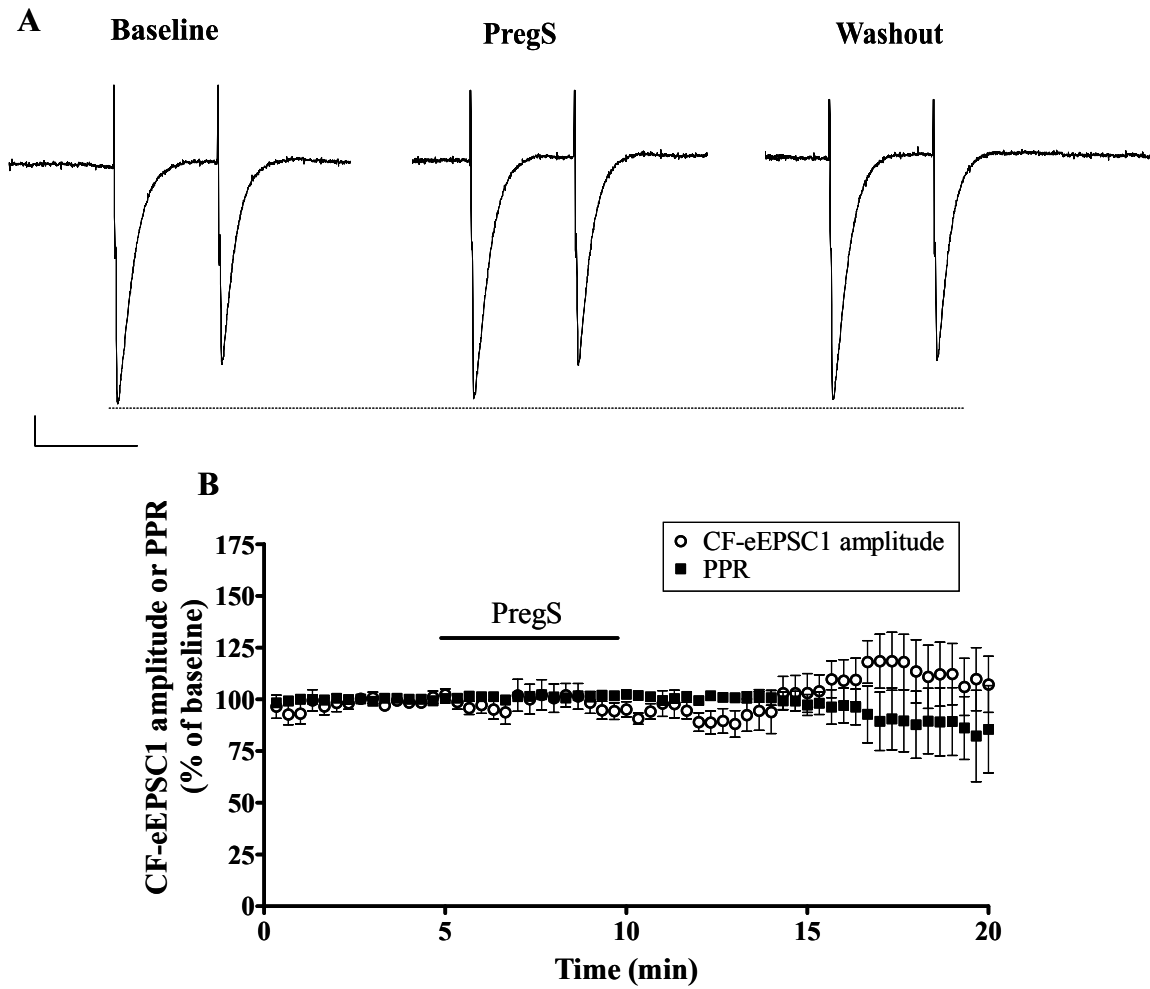 A
Baseline
PregS
Washout
B
CF-eEPSC1 amplitude or PPR
(% of baseline)
175
150
125
100
75
50
25
0
CF-eEPSC1 amplitude
PPR
PregS
0 5 10 15 20
Time (min)